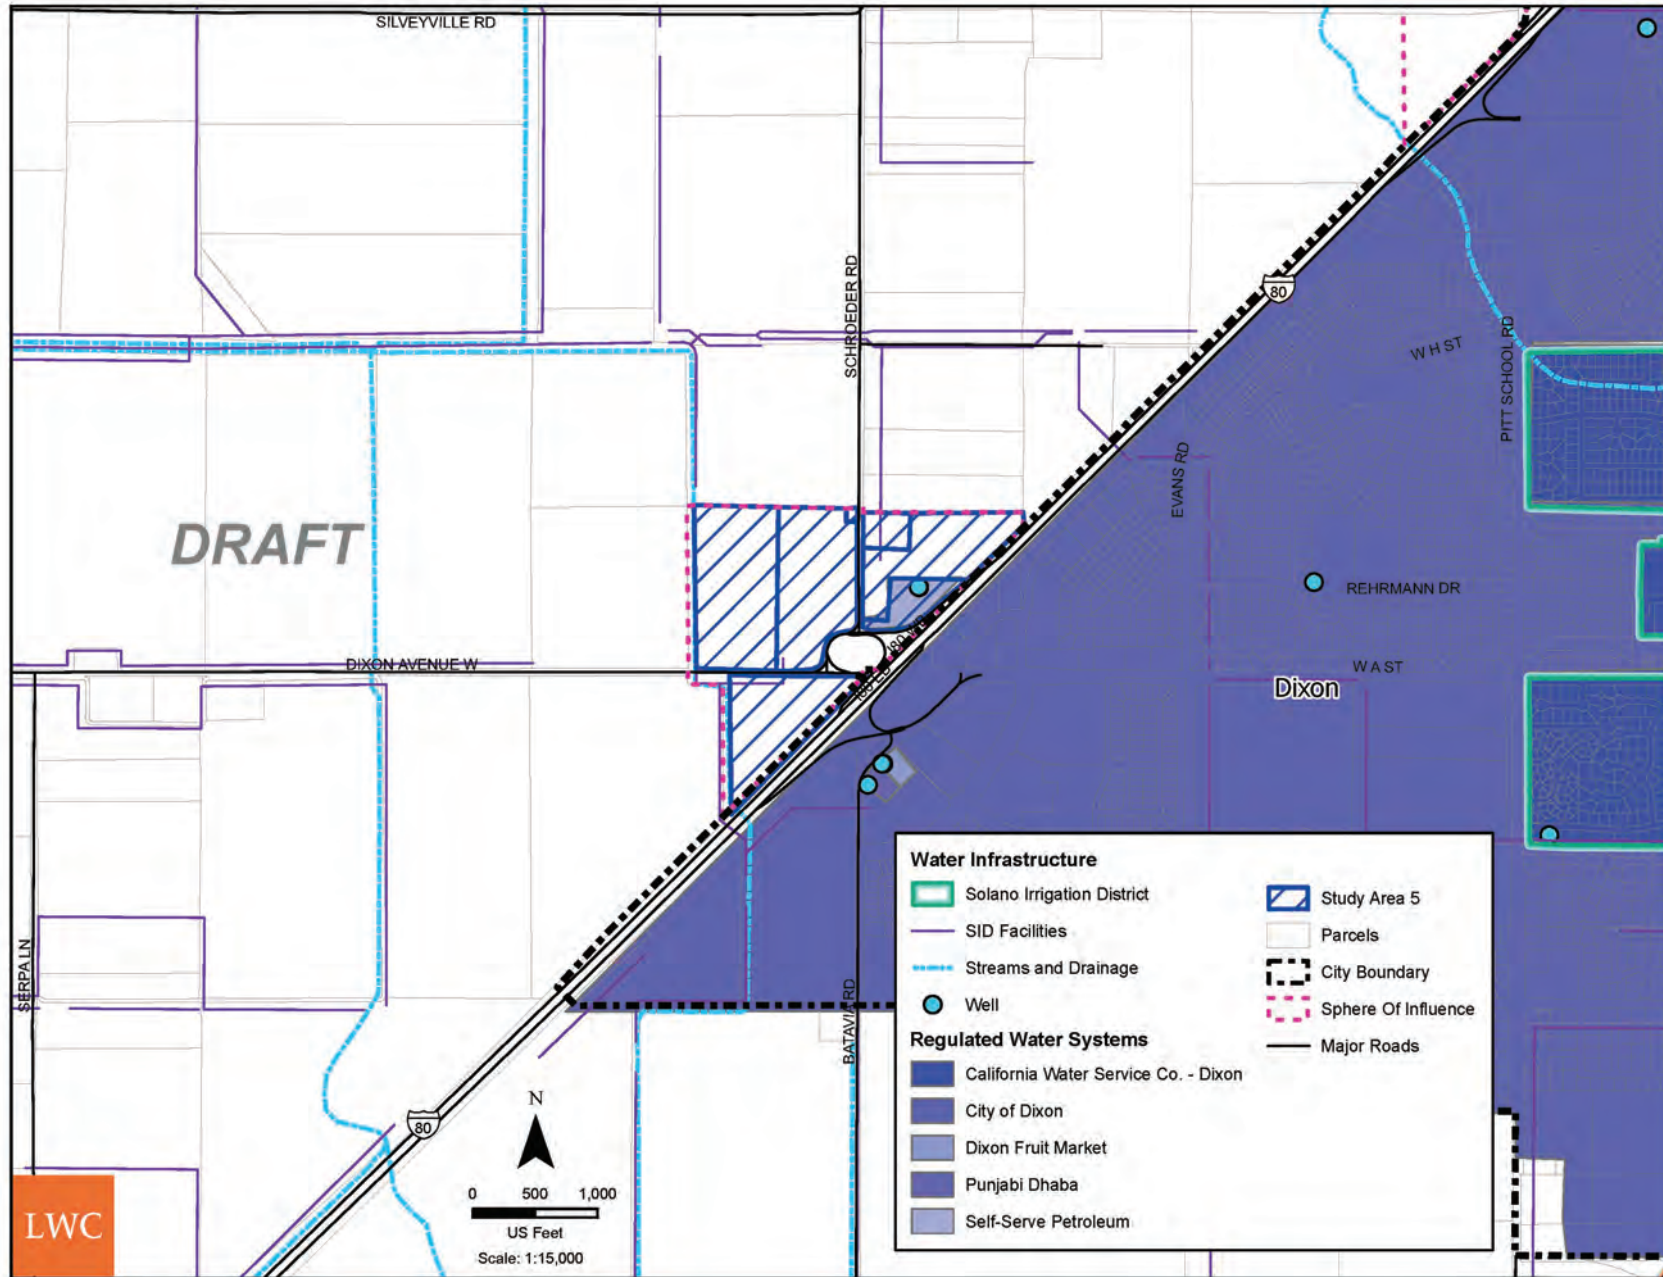 SILVEYVILLE RD
SCHROEDER RD
80
W H ST
PITT SCHOOL RD
EVANS RD
DRAFT
REHRMANN DR
DIXON AVENUE W
W A ST
Dixon
SERPA LN
BATAVIA RD
80
N
0 500 1,000
US Feet
Scale: 1:15,000
LWC
Water Infrastructure
Solano Irrigation District
SID Facilities
Streams and Drainage
Well
Regulated Water Systems
California Water Service Co. - Dixon
City of Dixon
Dixon Fruit Market
Punjabi Dhaba
Self-Serve Petroleum
Study Area 5
Parcels
City Boundary
Sphere Of Influence
Major Roads